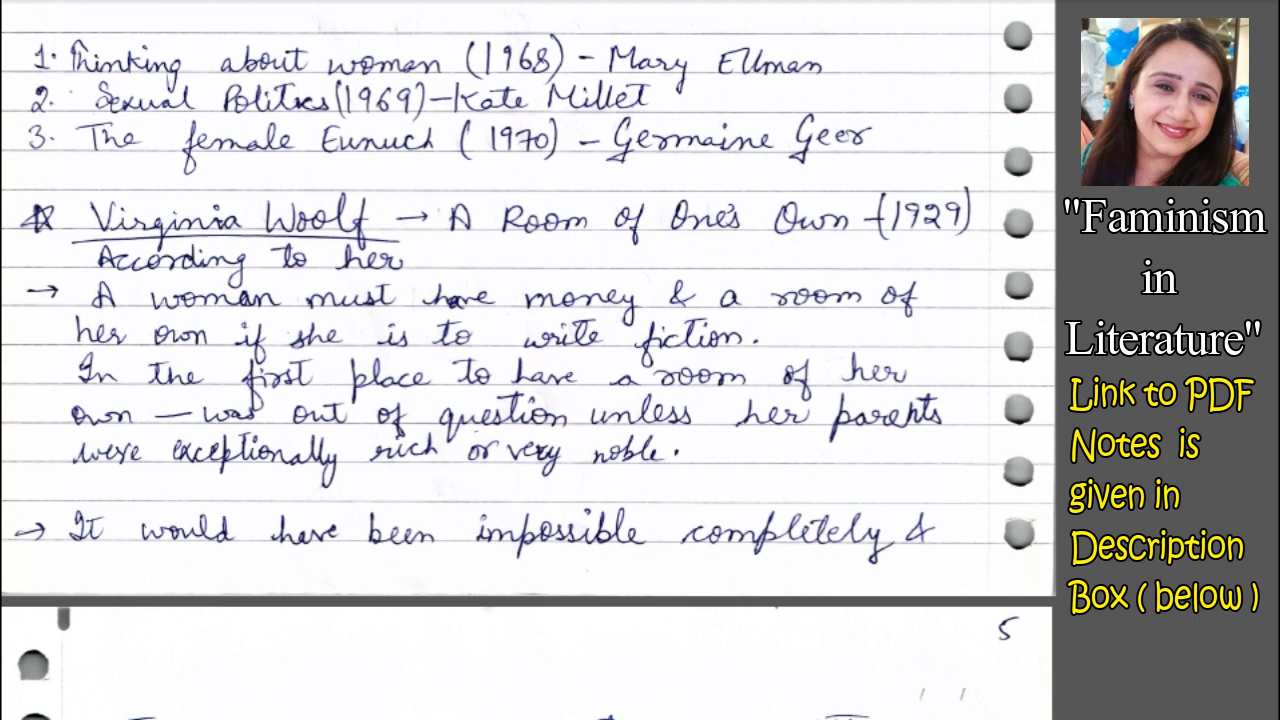 1. Thinking about woman (1968) - Mary Ellman
2. Sexual Politics (1969) - Kate Millet
3. The female Eunuch (1970) - Germaine Geer
Virginia Woolf → A Room of One's Own - (1929)
According to her
→ A woman must have money & a room of
her own if she is to write fiction.
In the first place to have a room of her
own — was out of question unless her parents
were exceptionally rich or very noble.
→ It would have been impossible completely &
5
"Faminism
in
Literature"
Link to PDF
Notes is
given in
Description
Box ( below )